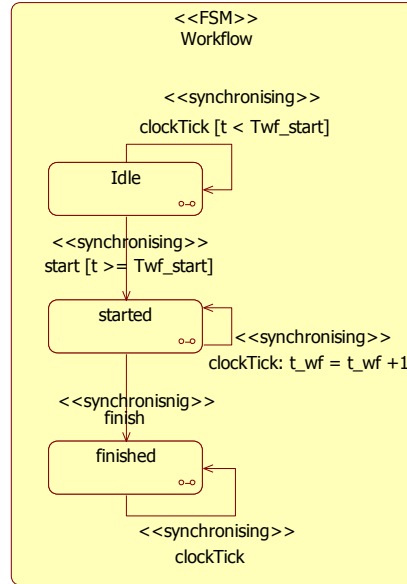 <<FSM>>
Workflow
<<synchronising>>
clockTick [t < Twf_start]
Idle
<<synchronising>>
start [t >= Twf_start]
started
<<synchronising>>
clockTick: t_wf = t_wf +1
<<synchronisnig>>
finish
finished
<<synchronising>>
clockTick